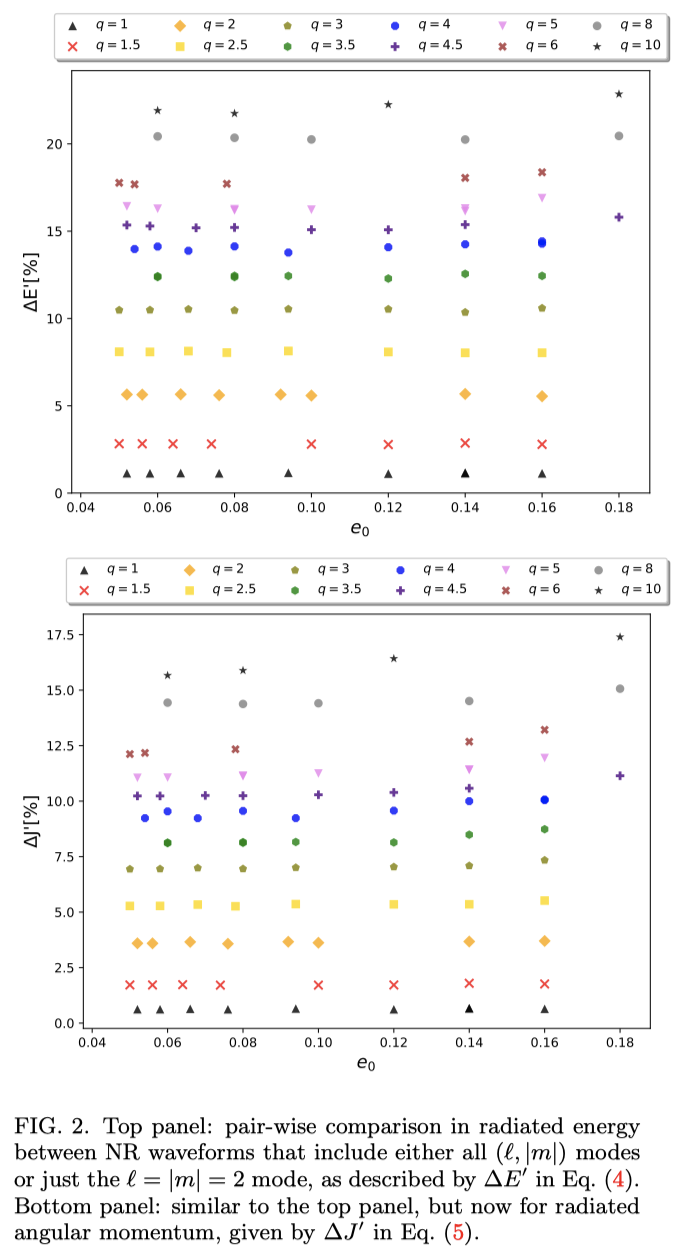 q = 1 q = 2 q = 3 q = 4 q = 5 q = 8
q = 1.5 q = 2.5 q = 3.5 q = 4.5 q = 6 q = 10
20
15
10
5
0
ΔE'[%]
0.04 0.06 0.08 0.10 0.12 0.14 0.16 0.18
e₀
q = 1 q = 2 q = 3 q = 4 q = 5 q = 8
q = 1.5 q = 2.5 q = 3.5 q = 4.5 q = 6 q = 10
17.5
15.0
12.5
10.0
7.5
5.0
2.5
0.0
ΔJ'[%]
0.04 0.06 0.08 0.10 0.12 0.14 0.16 0.18
e₀
FIG. 2. Top panel: pair-wise comparison in radiated energy
between NR waveforms that include either all (ℓ, |m|) modes
or just the ℓ = |m| = 2 mode, as described by ΔE′ in Eq. (4).
Bottom panel: similar to the top panel, but now for radiated
angular momentum, given by ΔJ′ in Eq. (5).